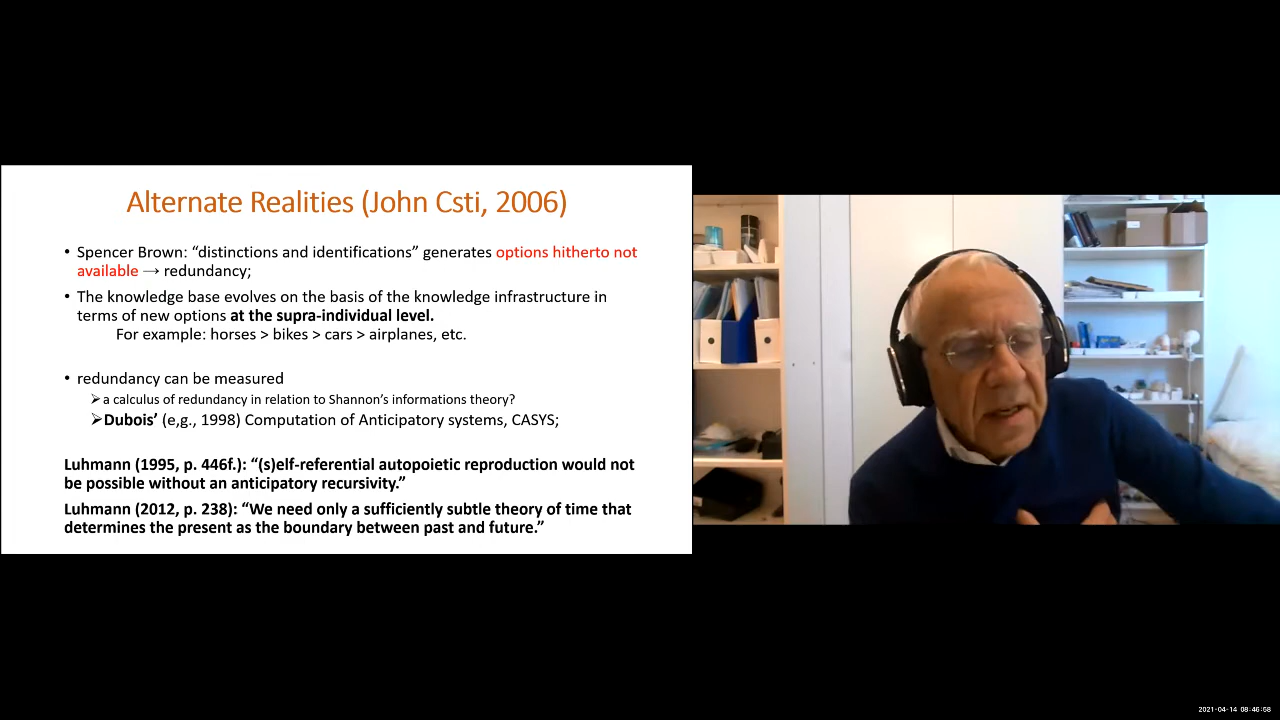 Alternate Realities (John Csti, 2006)
• Spencer Brown: “distinctions and identifications” generates options hitherto not
available → redundancy;
• The knowledge base evolves on the basis of the knowledge infrastructure in
terms of new options at the supra-individual level.
For example: horses > bikes > cars > airplanes, etc.
• redundancy can be measured
➢a calculus of redundancy in relation to Shannon’s informations theory?
➢Dubois’ (e,g., 1998) Computation of Anticipatory systems, CASYS;
Luhmann (1995, p. 446f.): “(s)elf-referential autopoietic reproduction would not
be possible without an anticipatory recursivity.”
Luhmann (2012, p. 238): “We need only a sufficiently subtle theory of time that
determines the present as the boundary between past and future.”
2021-04-14 08:46:58